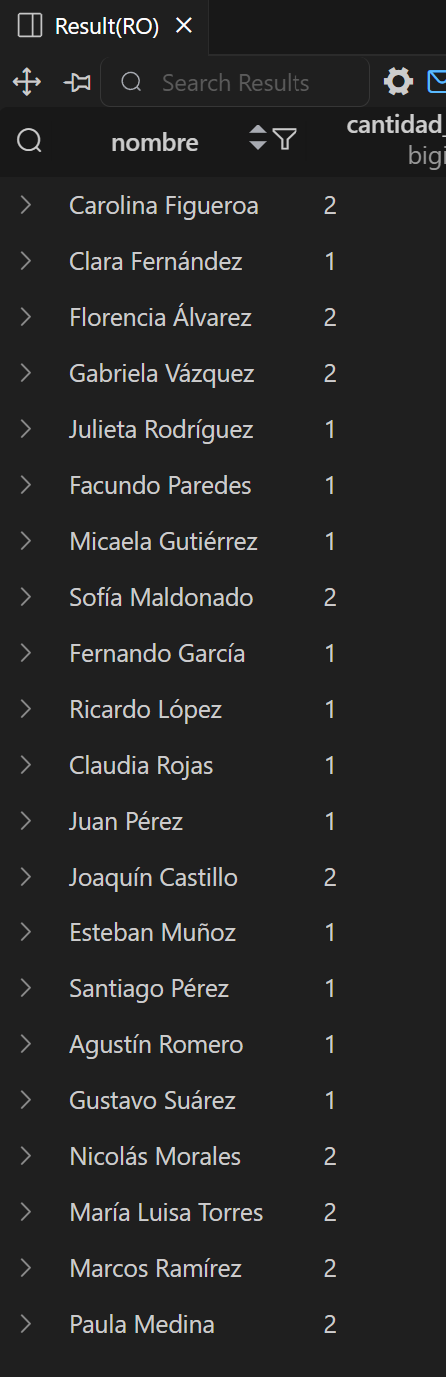 Result(RO)
Search Results
nombre cantidad_
bigi
Carolina Figueroa 2
Clara Fernández 1
Florencia Álvarez 2
Gabriela Vázquez 2
Julieta Rodríguez 1
Facundo Paredes 1
Micaela Gutiérrez 1
Sofía Maldonado 2
Fernando García 1
Ricardo López 1
Claudia Rojas 1
Juan Pérez 1
Joaquín Castillo 2
Esteban Muñoz 1
Santiago Pérez 1
Agustín Romero 1
Gustavo Suárez 1
Nicolás Morales 2
María Luisa Torres 2
Marcos Ramírez 2
Paula Medina 2